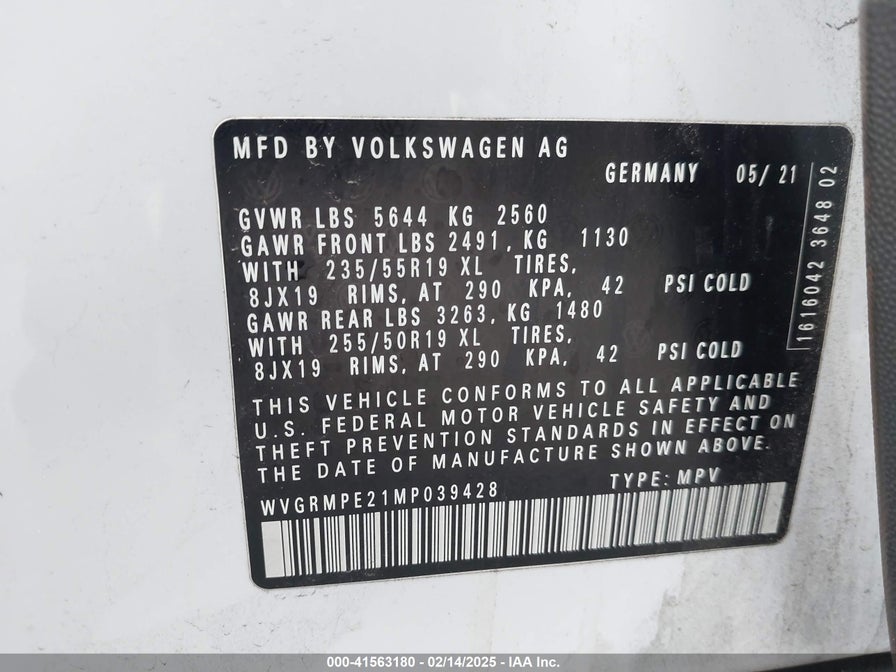 MFD BY VOLKSWAGEN AG
GERMANY 05/ 21
GVWR LBS 5644 KG 2560
GAWR FRONT LBS 2491, KG 1130
WITH 235/55R19 XL TIRES,
8JX19 RIMS, AT 290 KPA, 42 PSI COLD
GAWR REAR LBS 3263, KG 1480
WITH 255/50R19 XL TIRES,
8JX19 RIMS, AT 290 KPA, 42 PSI COLD
THIS VEHICLE CONFORMS TO ALL APPLICABLE
U.S. FEDERAL MOTOR VEHICLE SAFETY AND
THEFT PREVENTION STANDARDS IN EFFECT ON
THE DATE OF MANUFACTURE SHOWN ABOVE.
WVGRMPE21MP039428 TYPE: MPV
1616042 3648 02
000-41563180 - 02/14/2025 - IAA Inc.